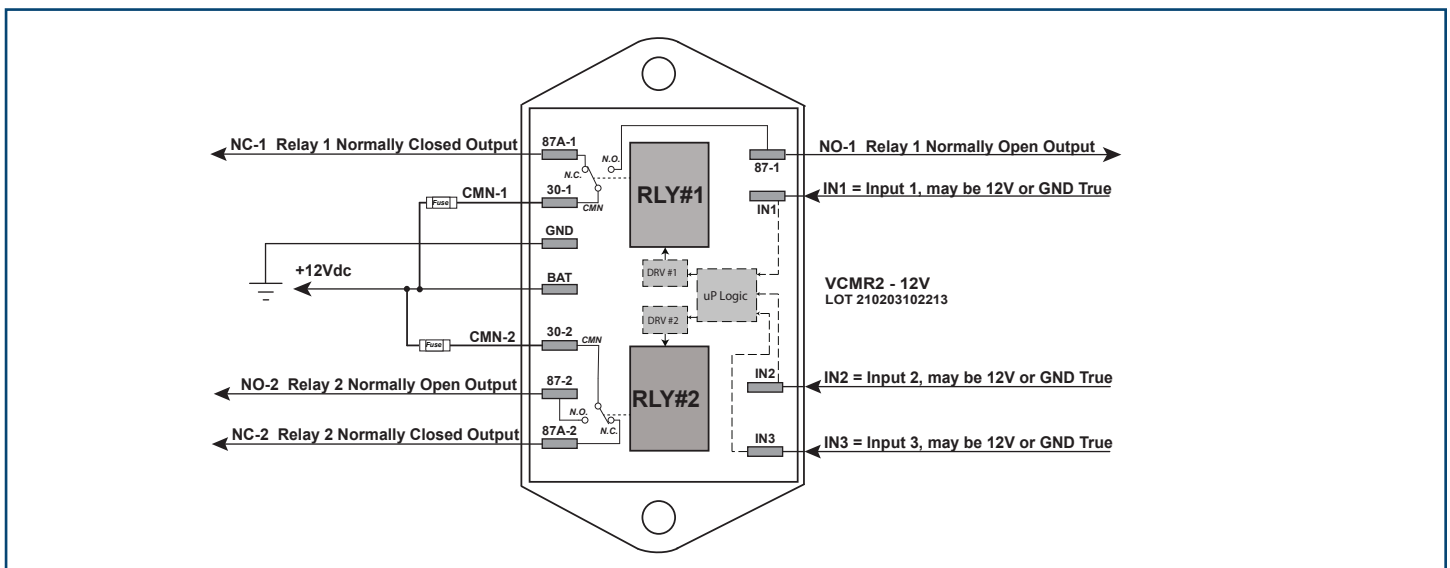 NC-1 Relay 1 Normally Closed Output
87A-1
N.O.
N.C.
RLY#1
87-1
NO-1 Relay 1 Normally Open Output
CMN-1
Fuse
30-1
CMN
IN1
IN1 = Input 1, may be 12V or GND True
GND
+12Vdc
BAT
DRV #1
uP Logic
DRV #2
VCMR2 - 12V
LOT 210203102213
CMN-2
Fuse
30-2
CMN
RLY#2
NO-2 Relay 2 Normally Open Output
87-2
N.O.
N.C.
IN2
IN2 = Input 2, may be 12V or GND True
NC-2 Relay 2 Normally Closed Output
87A-2
IN3
IN3 = Input 3, may be 12V or GND True